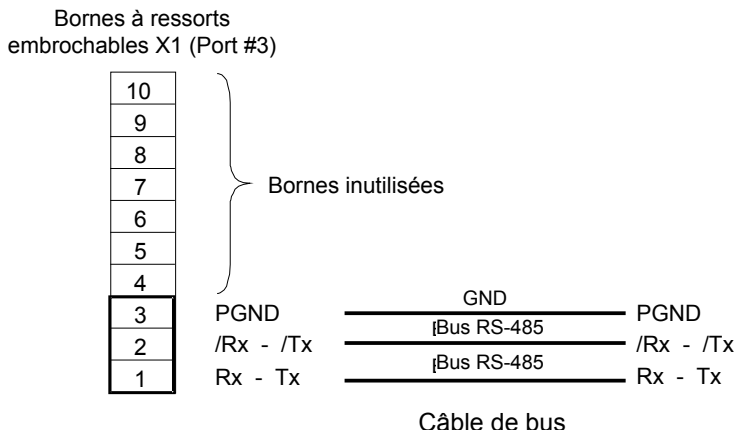 Bornes à ressorts
embrochables X1 (Port #3)
10
9
8
7
Bornes inutilisées
6
5
4
GND
3 PGND PGND
Bus RS-485
2 /Rx - /Tx /Rx - /Tx
Bus RS-485
1 Rx - Tx Rx - Tx
Câble de bus